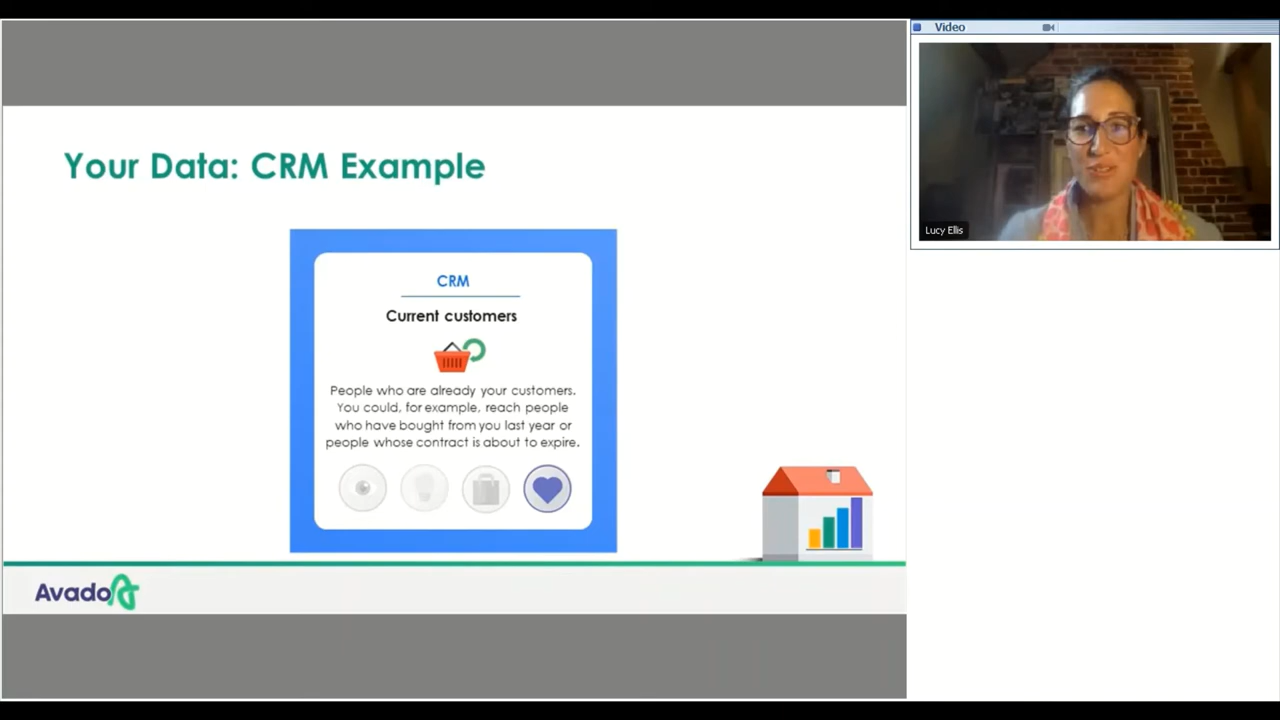 Your Data: CRM Example
CRM
Current customers
People who are already your customers.
You could, for example, reach people
who have bought from you last year or
people whose contract is about to expire.
Avado
Video
Lucy Ellis